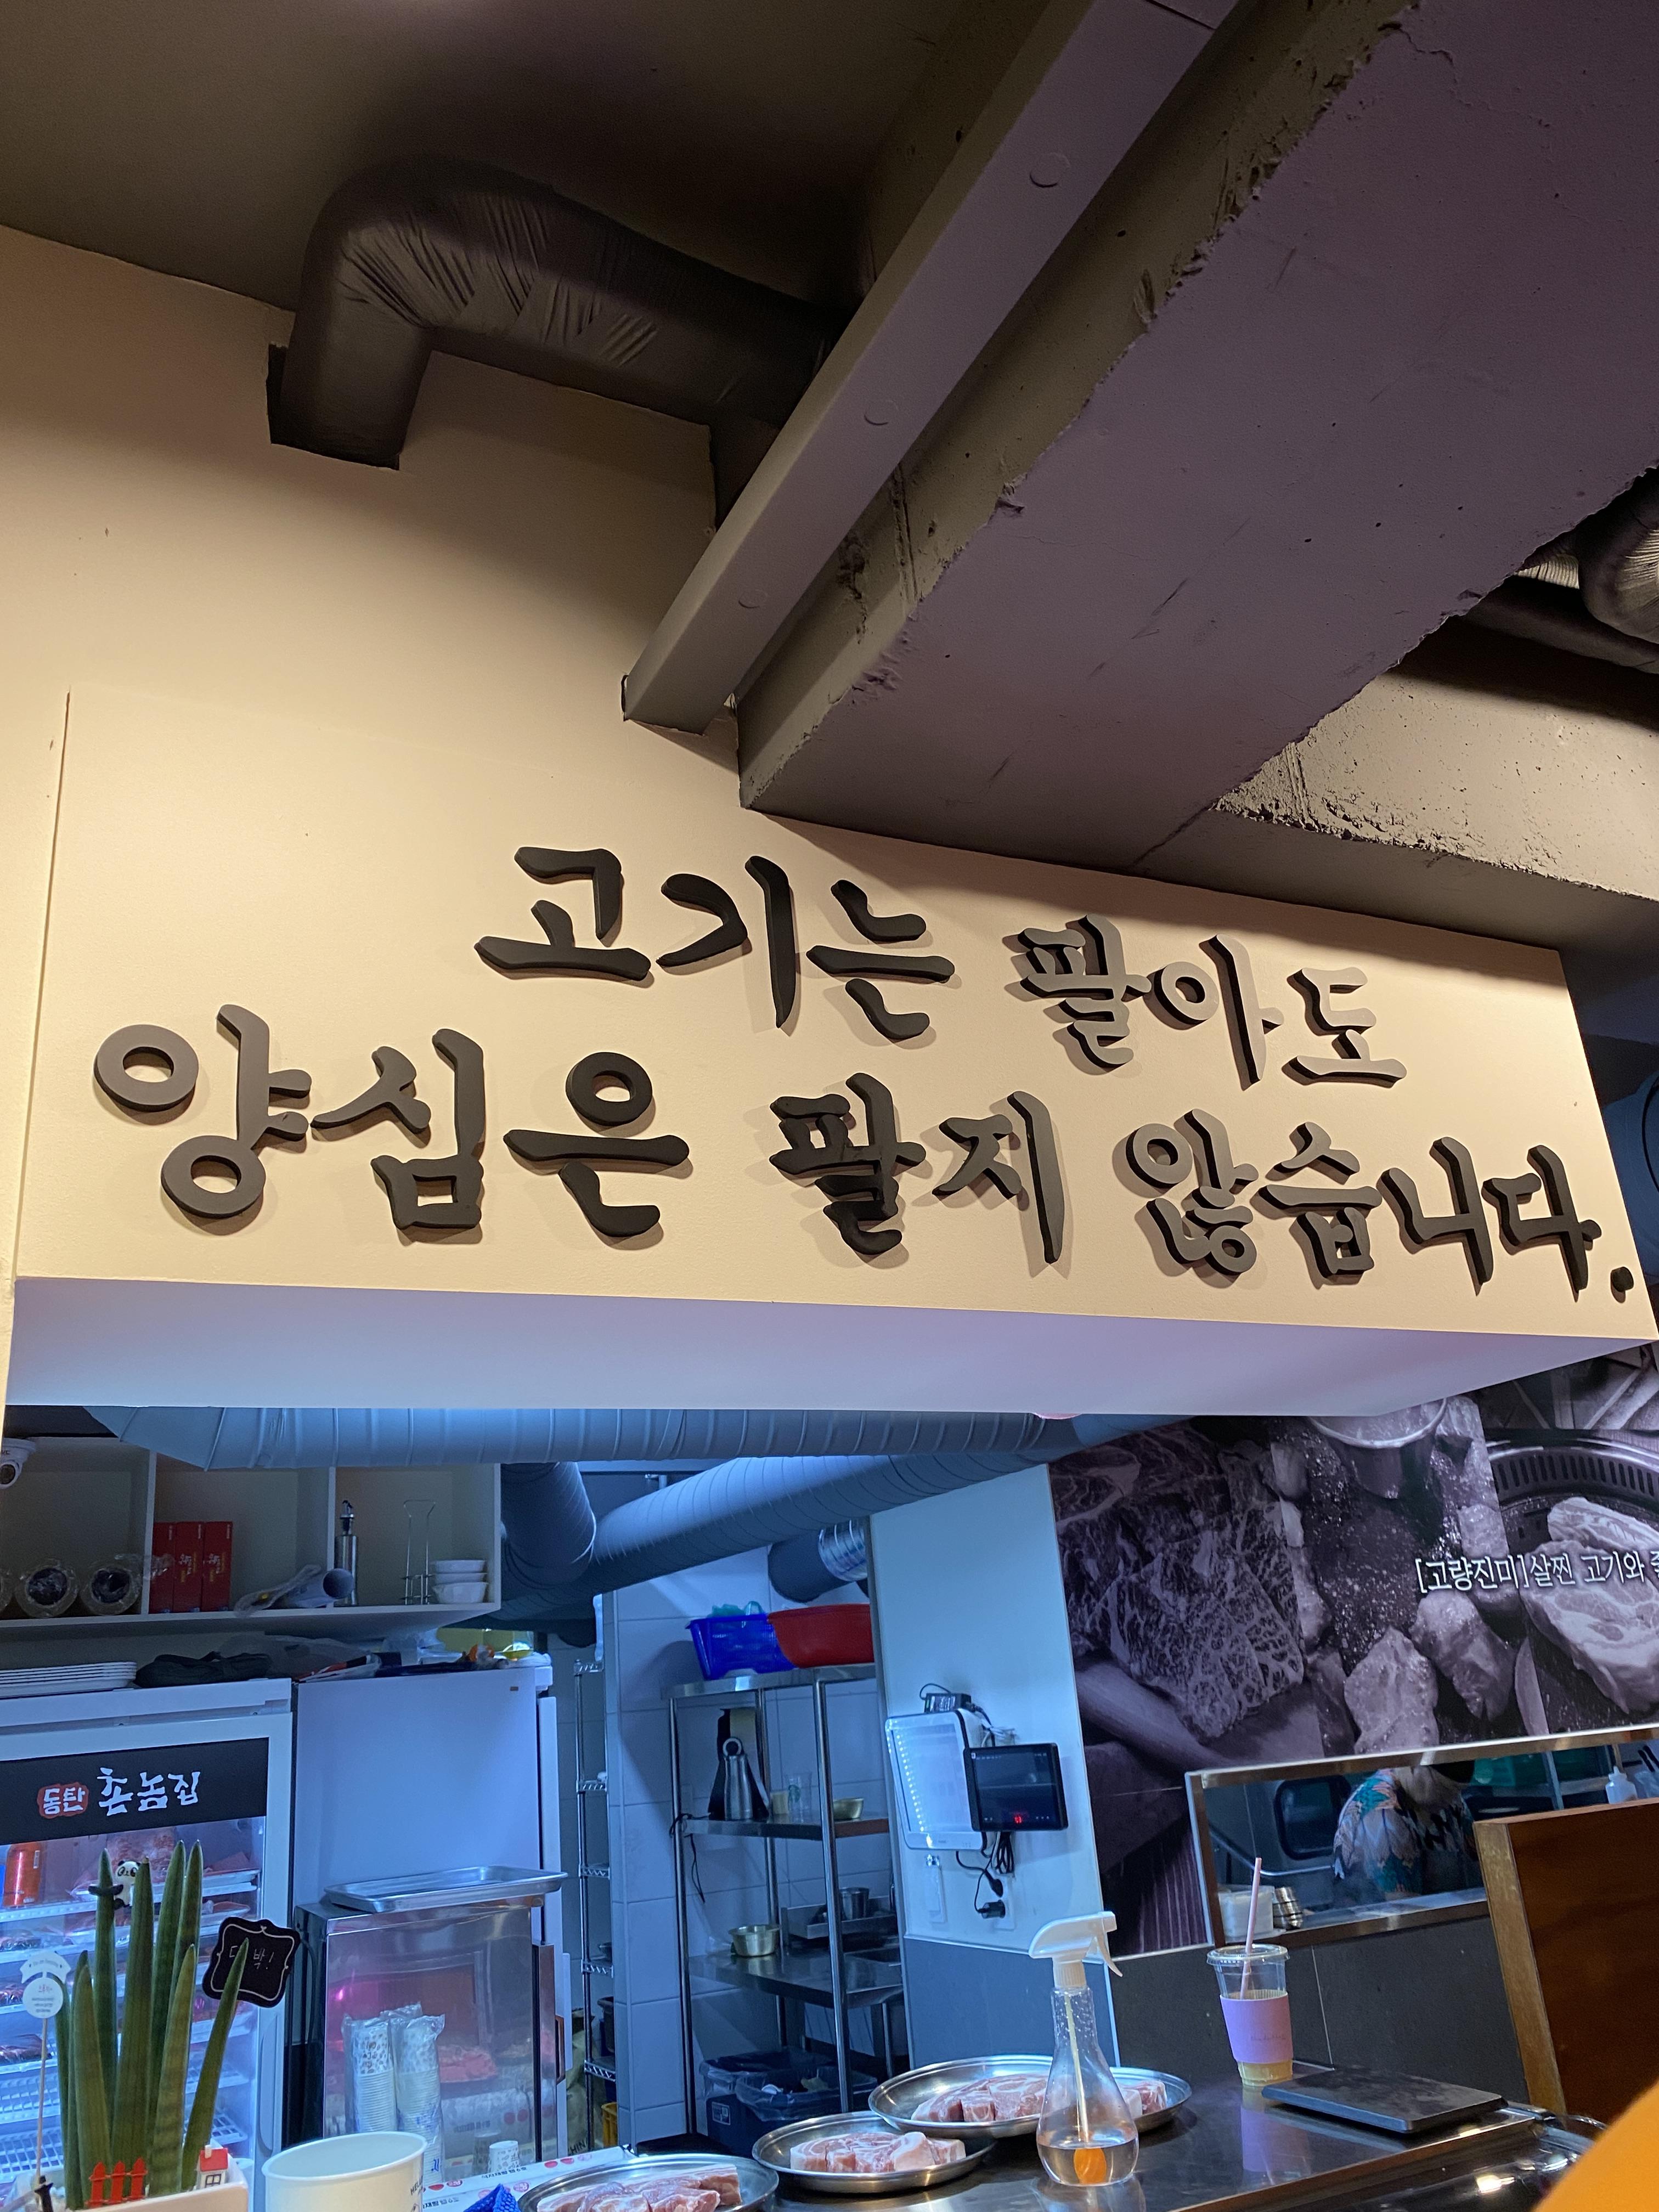 고기는 팔아도
양심은 팔지 않습니다.
[고량진미]살찐 고기와
동탄 촌놈집